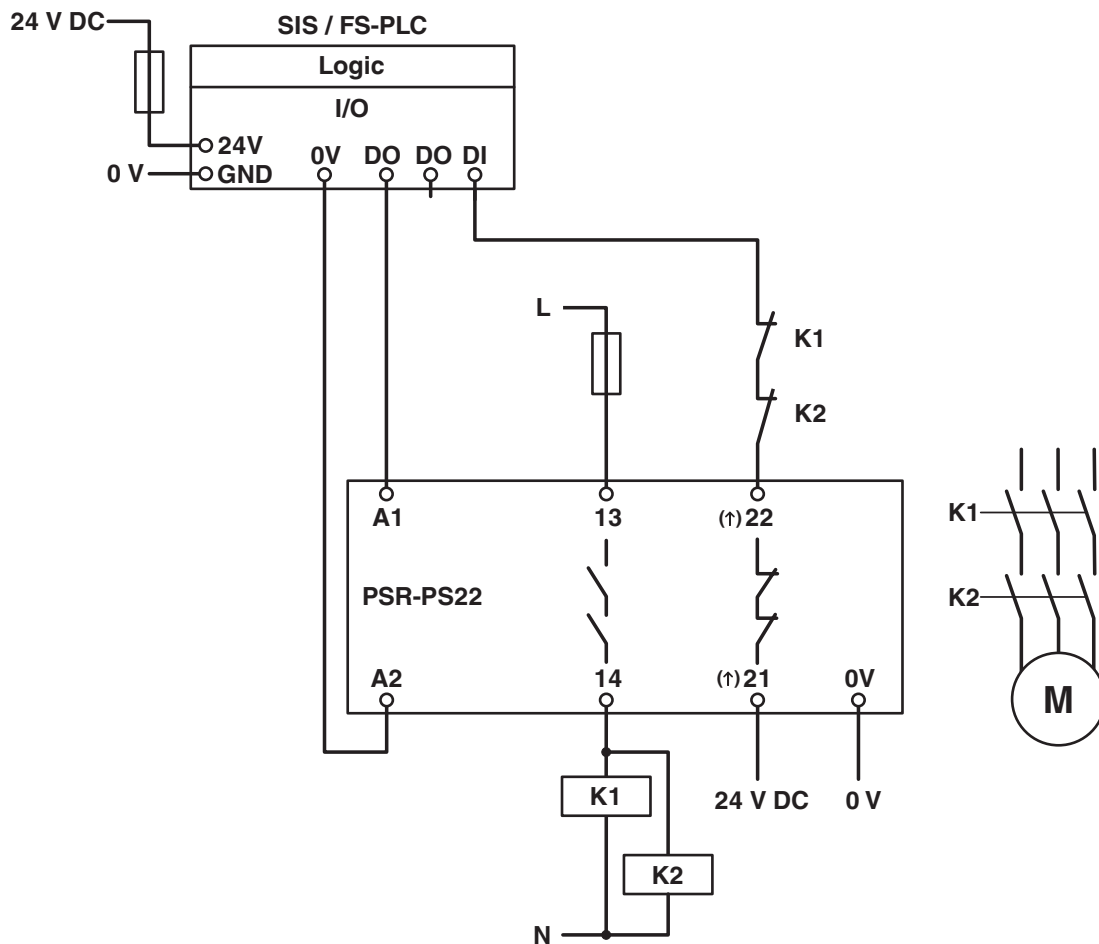 24 V DC
SIS / FS-PLC
Logic
I/O
24V
0V DO DO DI
0 V
GND
L
K1
K2
A1
13
(↑) 22
K1
PSR-PS22
K2
A2
14
(↑) 21
0V
M
K1
24 V DC
0 V
K2
N